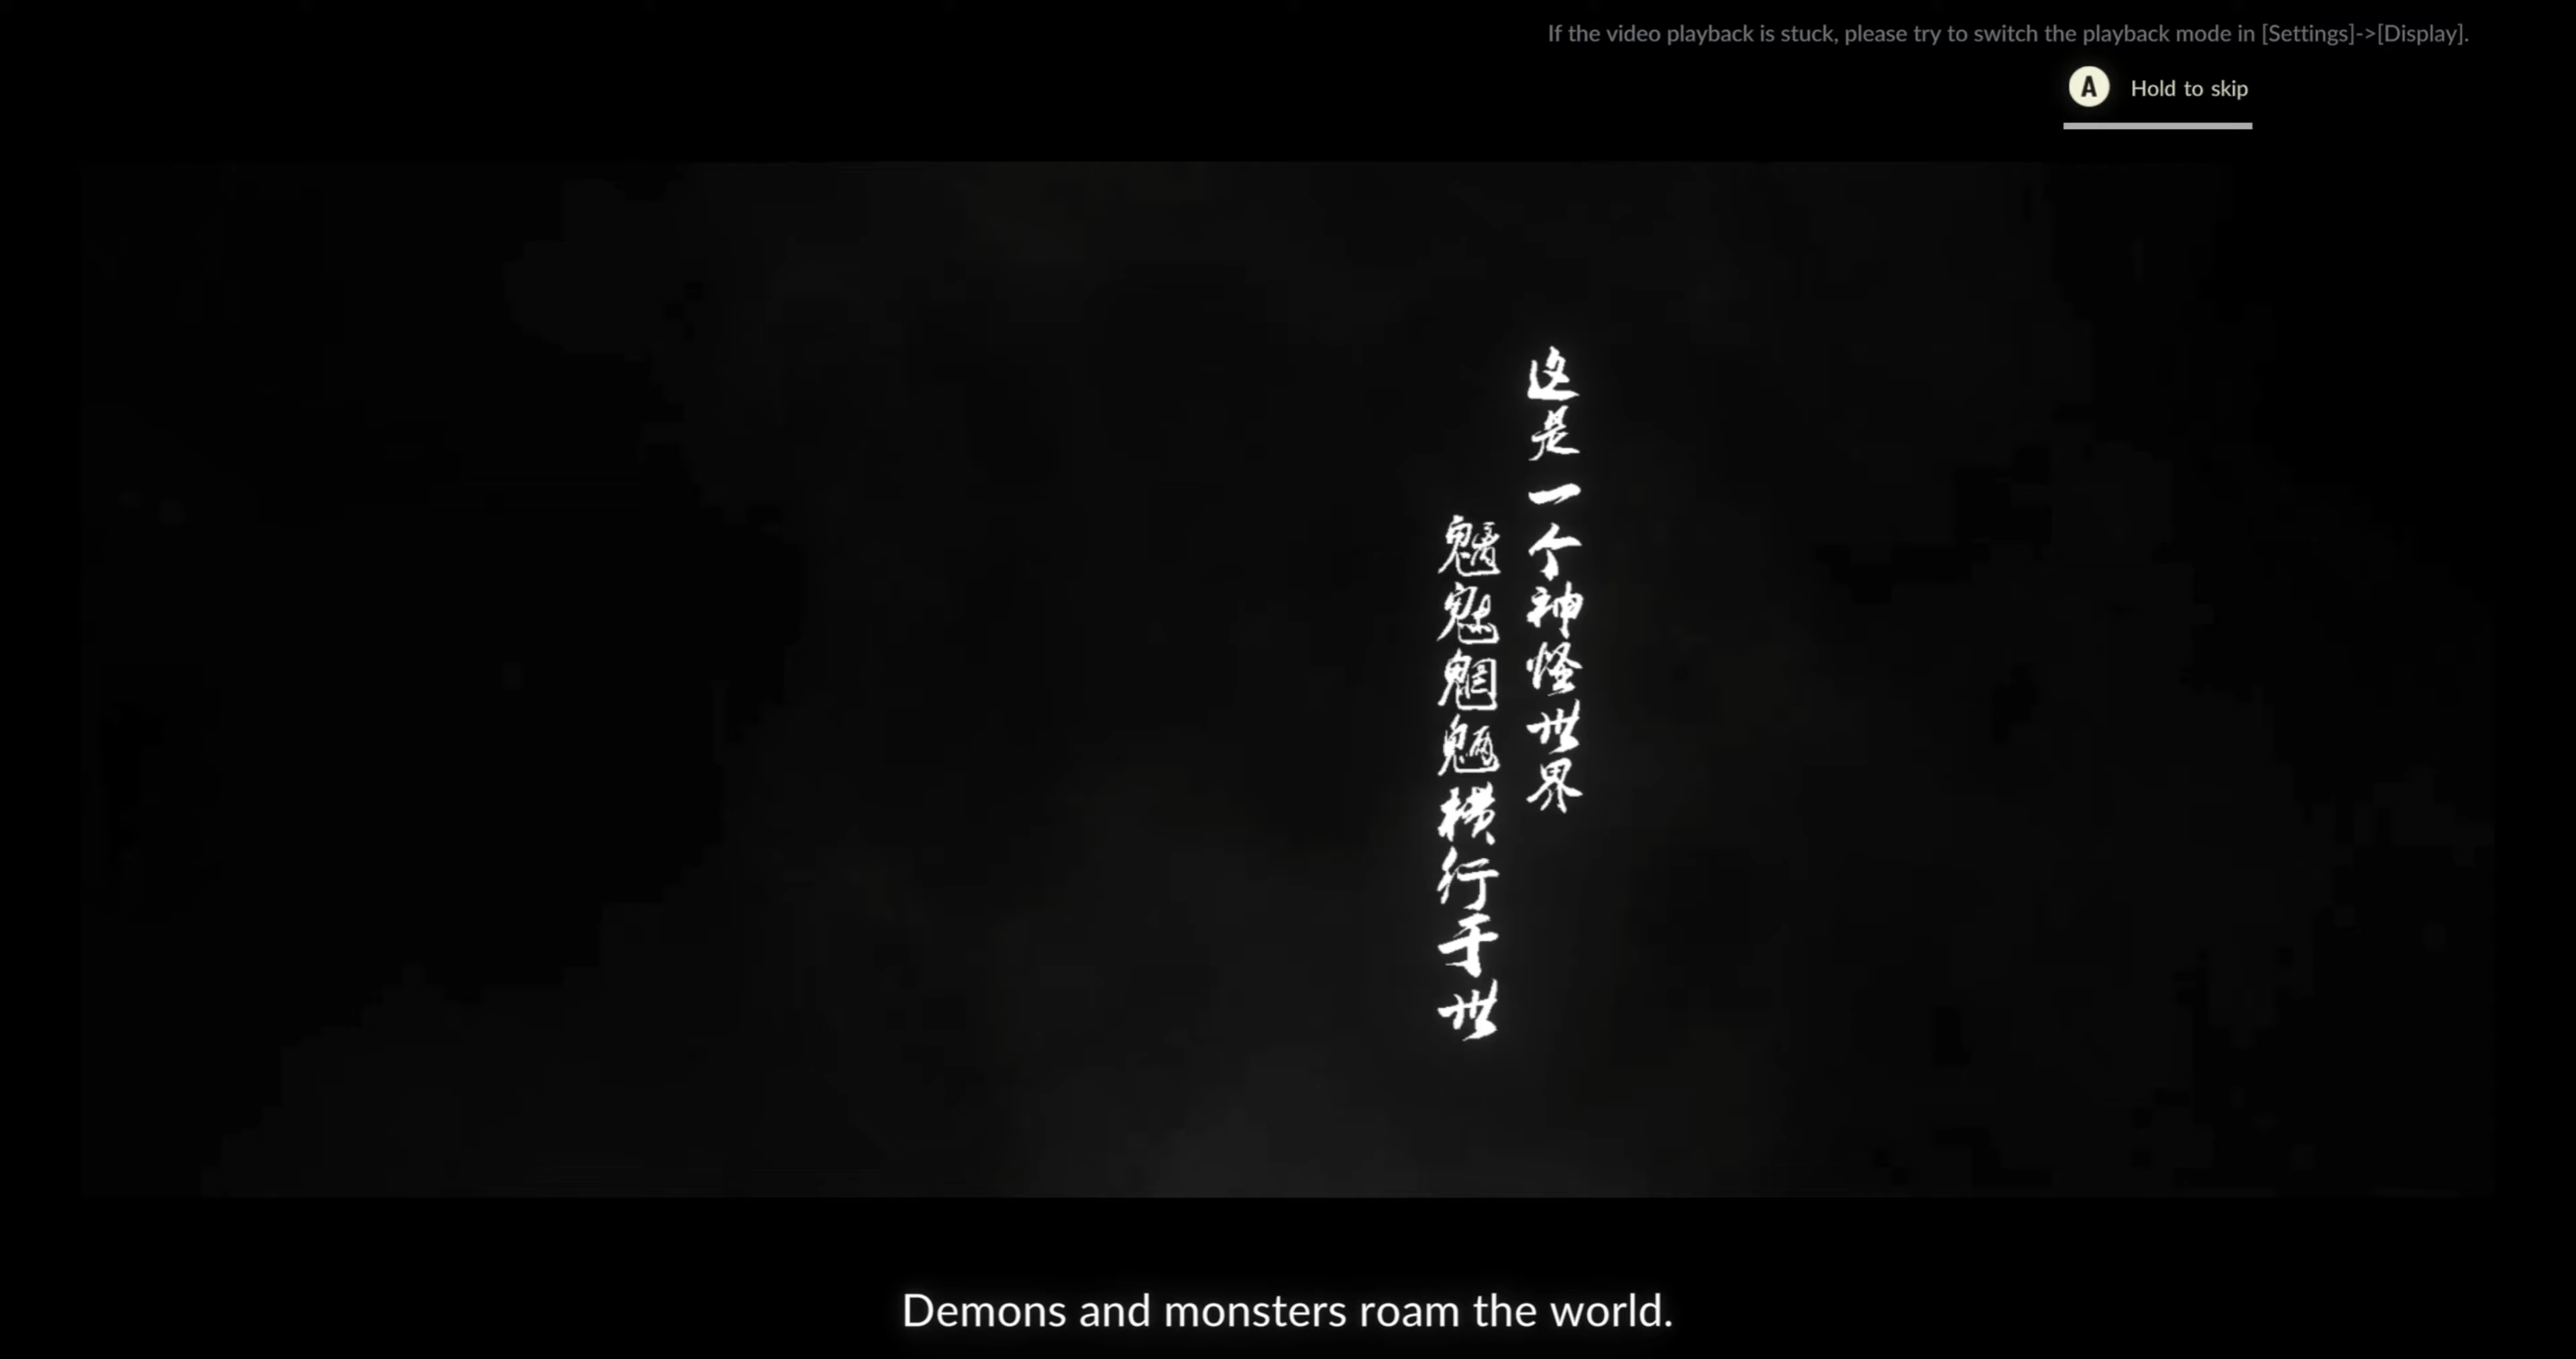 If the video playback is stuck, please try to switch the playback mode in [Settings]->[Display].
A Hold to skip
这是一个神怪世界
魑魅魍魉横行于世
Demons and monsters roam the world.